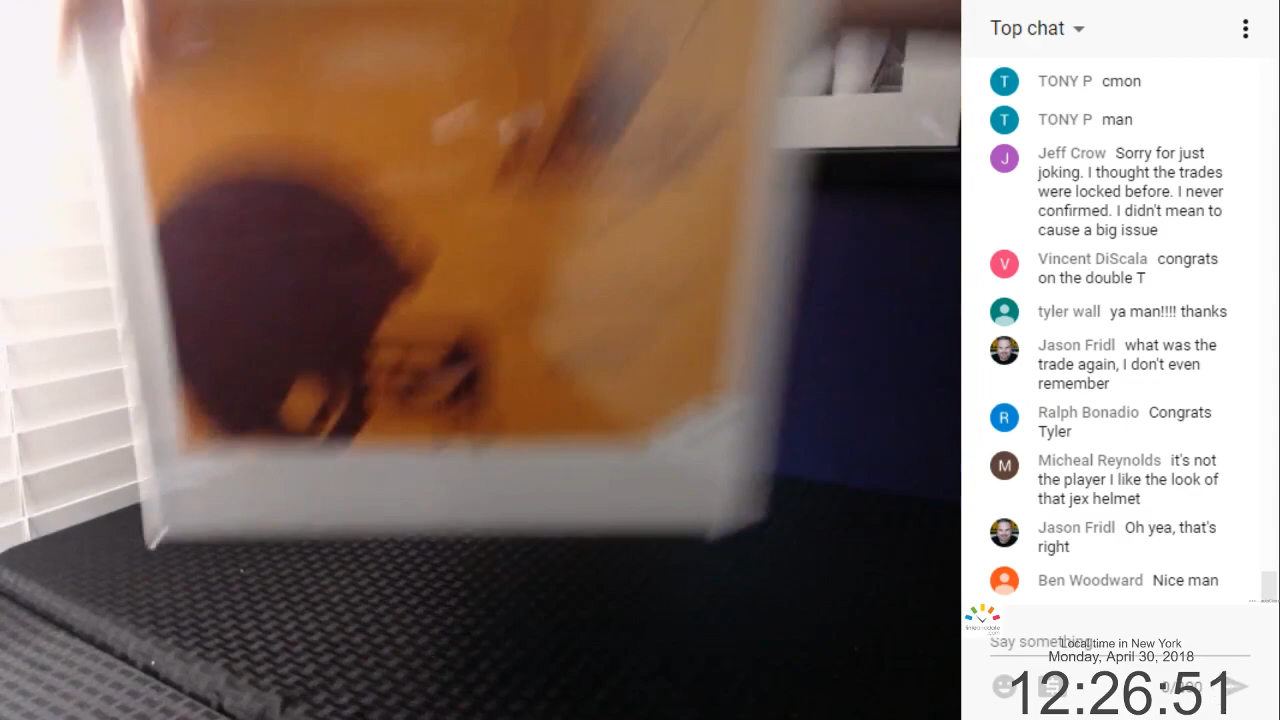 Top chat
TONY P cmon
TONY P man
Jeff Crow Sorry for just
joking. I thought the trades
were locked before. I never
confirmed. I didn't mean to
cause a big issue
Vincent DiScala congrats
on the double T
tyler wall ya man!!!! thanks
Jason Fridl what was the
trade again, I don't even
remember
Ralph Bonadio Congrats
Tyler
Micheal Reynolds it's not
the player I like the look of
that jex helmet
Jason Fridl Oh yea, that's
right
Ben Woodward Nice man
Say something...
Local time in New York
Monday, April 30, 2018
12:26:51